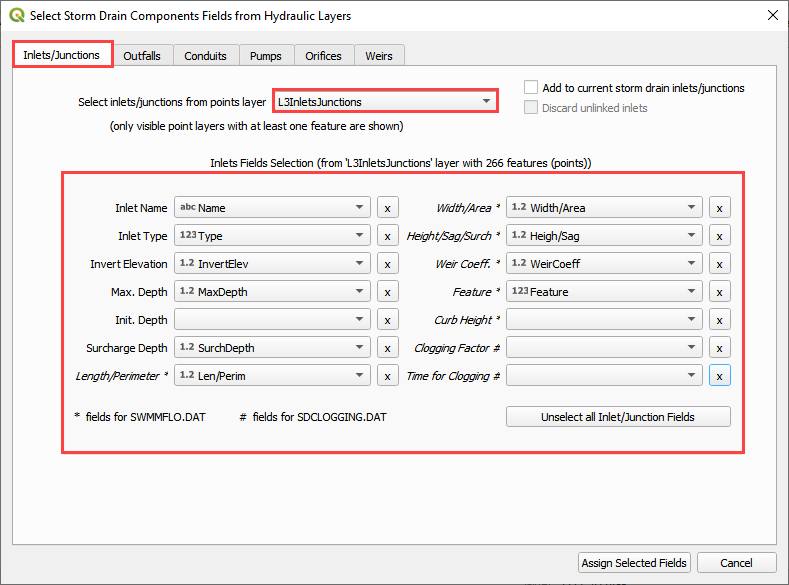 Select Storm Drain Components Fields from Hydraulic Layers
Inlets/Junctions Outfalls Conduits Pumps Orifices Weirs
Select inlets/junctions from points layer L3InletsJunctions
Add to current storm drain inlets/junctions
(only visible point layers with at least one feature are shown)
Discard unlinked inlets
Inlets Fields Selection (from 'L3InletsJunctions' layer with 266 features (points))
Inlet Name abc Name x Width/Area * 1.2 Width/Area x
Inlet Type 123 Type x Height/Sag/Surch * 1.2 Heigh/Sag x
Invert Elevation 1.2 InvertElev x Weir Coeff. * 1.2 WeirCoeff x
Max. Depth 1.2 MaxDepth x Feature * 123 Feature x
Init. Depth x Curb Height * x
Surcharge Depth 1.2 SurchDepth x Clogging Factor # x
Length/Perimeter * 1.2 Len/Perim x Time for Clogging # x
* fields for SWMMFLO.DAT # fields for SDCLOGGING.DAT Unselect all Inlet/Junction Fields
Assign Selected Fields Cancel